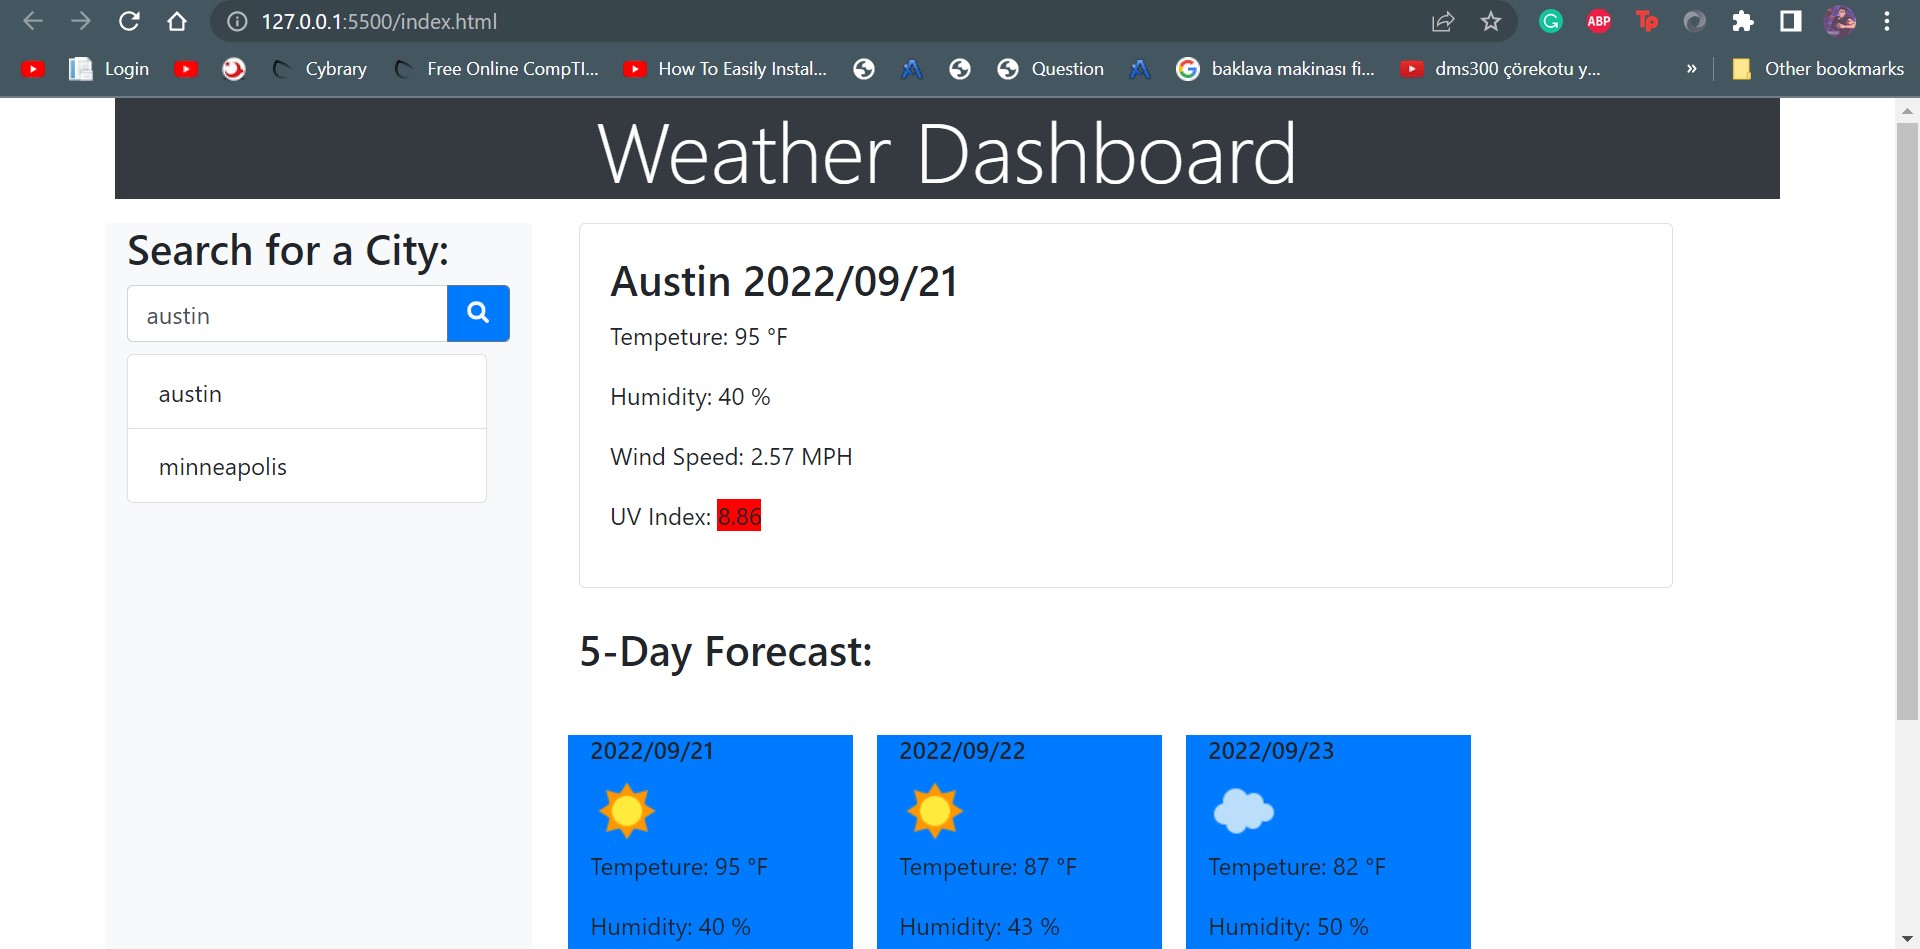 127.0.0.1:5500/index.html
ABP
Tp
Login
Cybrary
Free Online CompTI...
How To Easily Instal...
Question
baklava makinası fi...
dms300 çörekotu y...
»
Other bookmarks
Weather Dashboard
Search for a City:
austin
austin
minneapolis
Austin 2022/09/21
Tempeture: 95 °F
Humidity: 40 %
Wind Speed: 2.57 MPH
UV Index: 8.86
5-Day Forecast:
2022/09/21
Tempeture: 95 °F
Humidity: 40 %
2022/09/22
Tempeture: 87 °F
Humidity: 43 %
2022/09/23
Tempeture: 82 °F
Humidity: 50 %